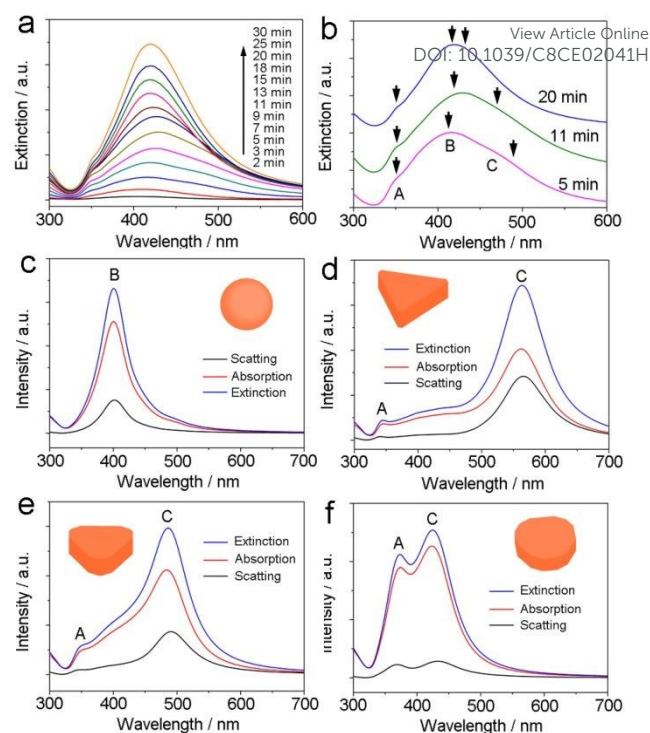 View Article Online
DOI: 10.1039/C8CE02041H
a
Extinction / a.u.
30 min
25 min
20 min
18 min
15 min
13 min
11 min
9 min
7 min
5 min
3 min
2 min
300 350 400 450 500 550 600
Wavelength / nm
b
Extinction / a.u.
20 min
11 min
5 min
A
B
C
300 400 500 600
Wavelength / nm
c
Intensity / a.u.
B
Scatting
Absorption
Extinction
300 400 500 600 700
Wavelength / nm
d
Intensity / a.u.
C
Extinction
Absorption
Scatting
A
300 400 500 600 700
Wavelength / nm
e
Intensity / a.u.
C
Extinction
Absorption
Scatting
A
300 400 500 600 700
Wavelength / nm
f
Intensity / a.u.
A
C
Extinction
Absorption
Scatting
300 400 500 600 700
Wavelength / nm